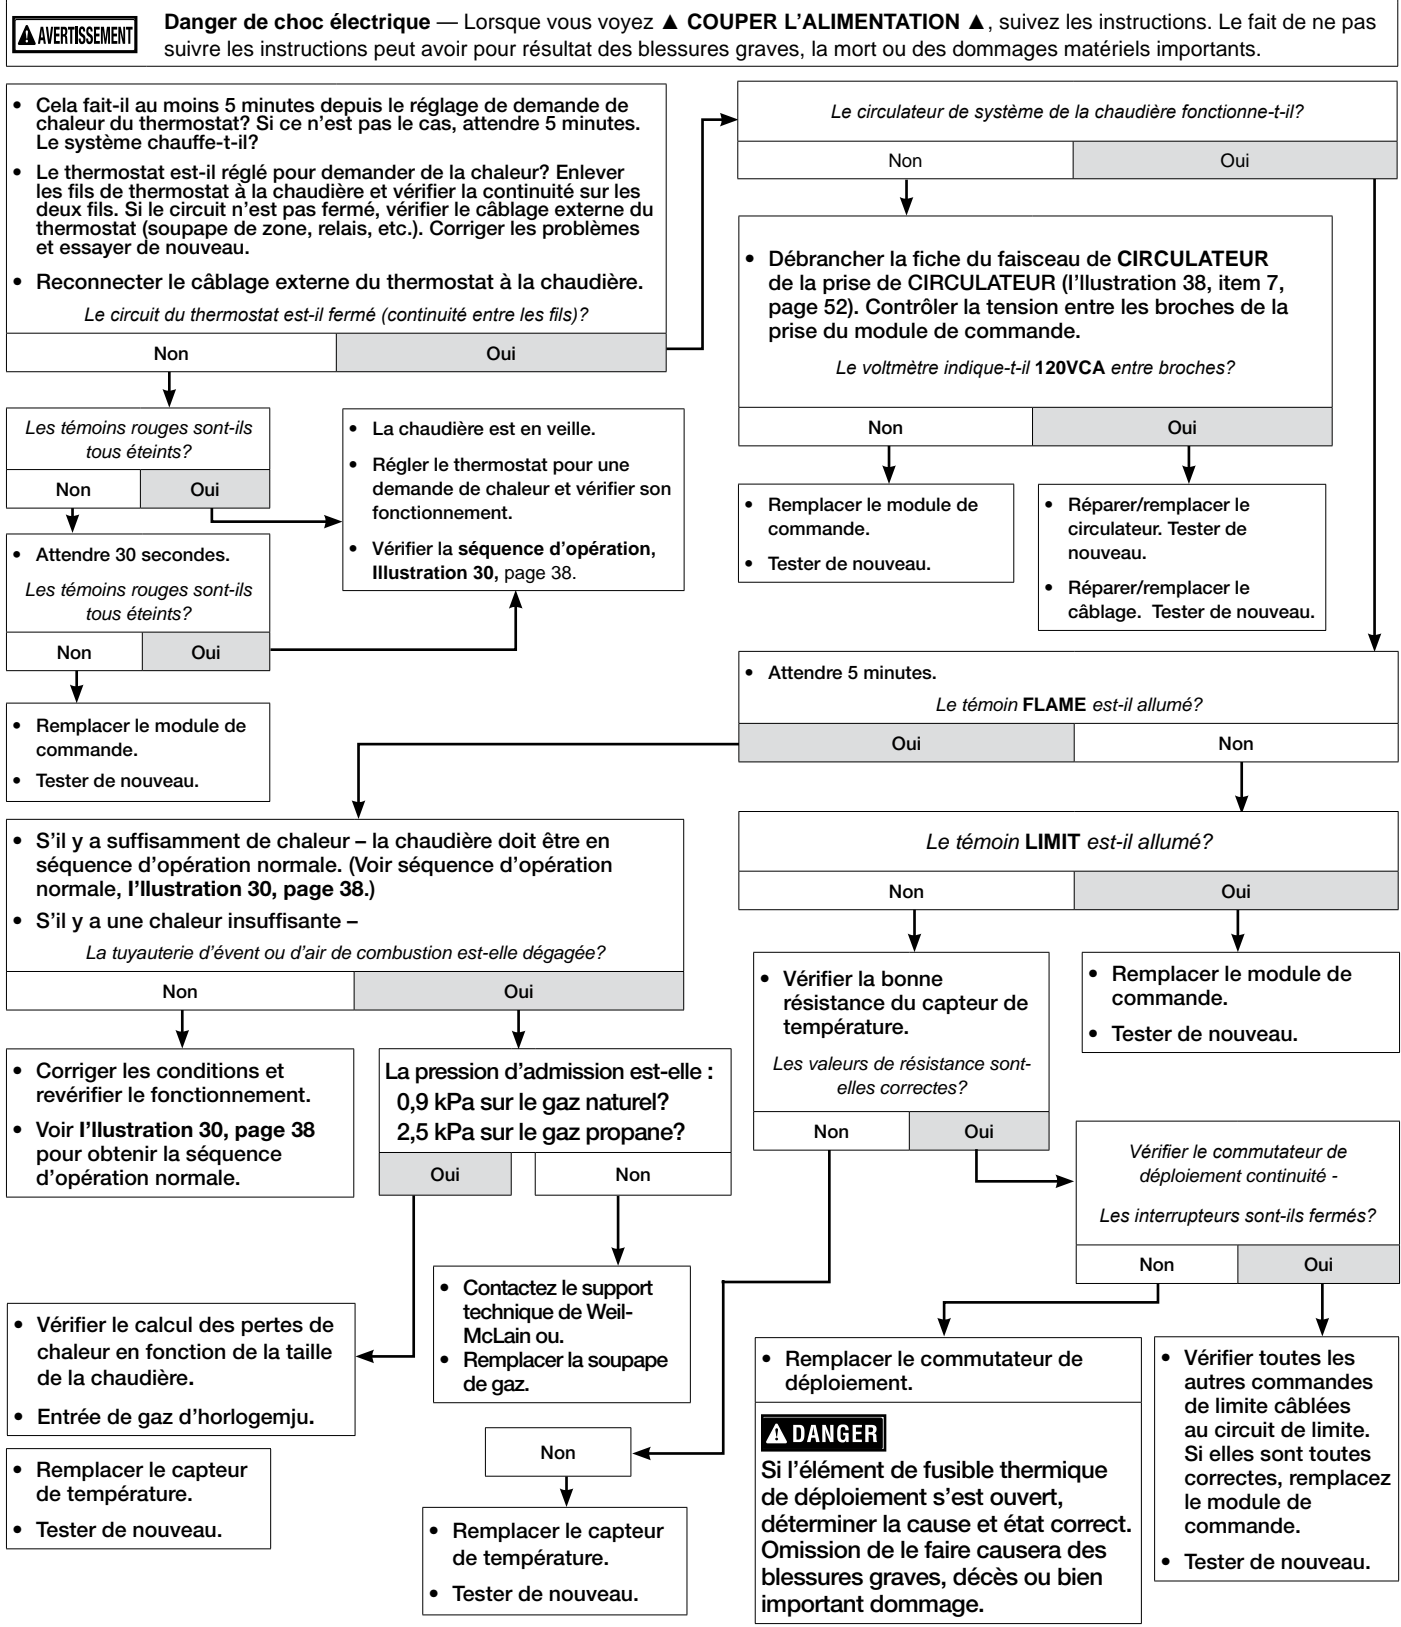 AVERTISSEMENT
Danger de choc électrique — Lorsque vous voyez ▲ COUPER L’ALIMENTATION ▲, suivez les instructions. Le fait de ne pas
suivre les instructions peut avoir pour résultat des blessures graves, la mort ou des dommages matériels importants.
• Cela fait-il au moins 5 minutes depuis le réglage de demande de
chaleur du thermostat? Si ce n’est pas le cas, attendre 5 minutes.
Le système chauffe-t-il?
• Le thermostat est-il réglé pour demander de la chaleur? Enlever
les fils de thermostat à la chaudière et vérifier la continuité sur les
deux fils. Si le circuit n’est pas fermé, vérifier le câblage externe du
thermostat (soupape de zone, relais, etc.). Corriger les problèmes
et essayer de nouveau.
• Reconnecter le câblage externe du thermostat à la chaudière.
Le circuit du thermostat est-il fermé (continuité entre les fils)?
Non
Oui
Le circulateur de système de la chaudière fonctionne-t-il?
Non
Oui
• Débrancher la fiche du faisceau de CIRCULATEUR
de la prise de CIRCULATEUR (l’Illustration 38, item 7,
page 52). Contrôler la tension entre les broches de la
prise du module de commande.
Le voltmètre indique-t-il 120VCA entre broches?
Non
Oui
Les témoins rouges sont-ils
tous éteints?
Non
Oui
• La chaudière est en veille.
• Régler le thermostat pour une
demande de chaleur et vérifier son
fonctionnement.
• Vérifier la séquence d’opération,
Illustration 30, page 38.
• Remplacer le module de
commande.
• Tester de nouveau.
• Réparer/remplacer le
circulateur. Tester de
nouveau.
• Réparer/remplacer le
câblage. Tester de nouveau.
• Attendre 30 secondes.
Les témoins rouges sont-ils
tous éteints?
Non
Oui
• Remplacer le module de
commande.
• Tester de nouveau.
• Attendre 5 minutes.
Le témoin FLAME est-il allumé?
Oui
Non
• S’il y a suffisamment de chaleur – la chaudière doit être en
séquence d’opération normale. (Voir séquence d’opération
normale, l’Illustration 30, page 38.)
• S’il y a une chaleur insuffisante –
La tuyauterie d’évent ou d’air de combustion est-elle dégagée?
Non
Oui
Le témoin LIMIT est-il allumé?
Non
Oui
• Vérifier la bonne
résistance du capteur de
température.
Les valeurs de résistance sont-
elles correctes?
Non
Oui
• Remplacer le module de
commande.
• Tester de nouveau.
• Corriger les conditions et
revérifier le fonctionnement.
• Voir l’Illustration 30, page 38
pour obtenir la séquence
d’opération normale.
La pression d’admission est-elle :
0,9 kPa sur le gaz naturel?
2,5 kPa sur le gaz propane?
Oui
Non
Vérifier le commutateur de
déploiement continuité -
Les interrupteurs sont-ils fermés?
Non
Oui
• Contactez le support
technique de Weil-
McLain ou.
• Remplacer la soupape
de gaz.
• Vérifier le calcul des pertes de
chaleur en fonction de la taille
de la chaudière.
• Entrée de gaz d’horlogemju.
• Remplacer le capteur
de température.
• Tester de nouveau.
Non
• Remplacer le capteur
de température.
• Tester de nouveau.
• Remplacer le commutateur de
déploiement.
DANGER
Si l’élément de fusible thermique
de déploiement s’est ouvert,
déterminer la cause et état correct.
Omission de le faire causera des
blessures graves, décès ou bien
important dommage.
• Vérifier toutes les
autres commandes
de limite câblées
au circuit de limite.
Si elles sont toutes
correctes, remplacez
le module de
commande.
• Tester de nouveau.